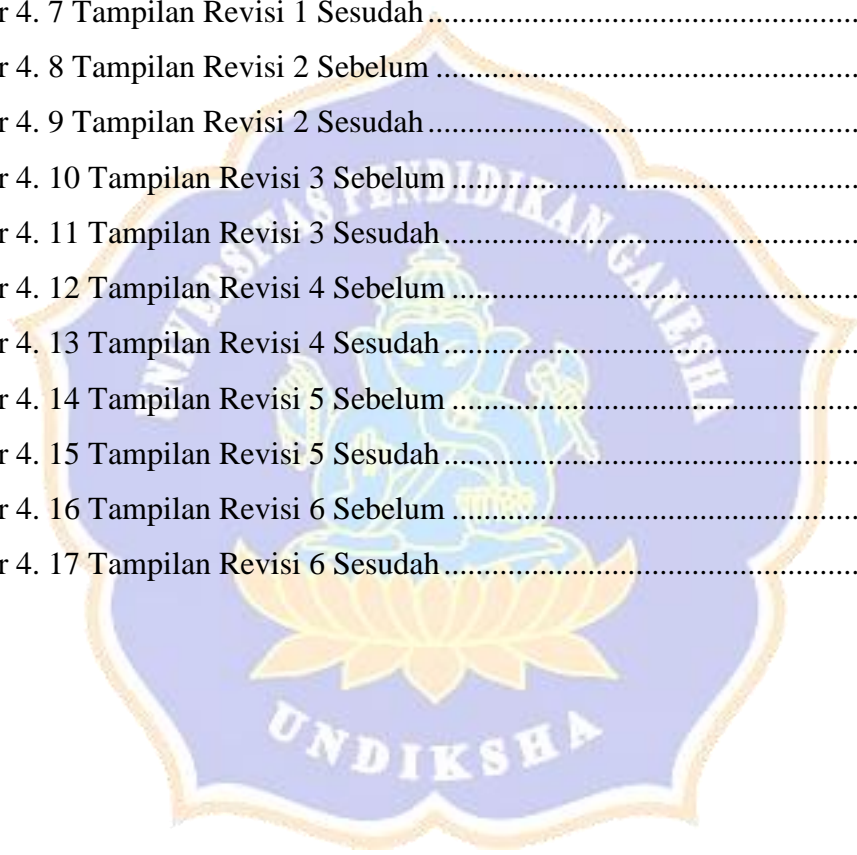 r 4. 7 Tampilan Revisi 1 Sesudah
r 4. 8 Tampilan Revisi 2 Sebelum
r 4. 9 Tampilan Revisi 2 Sesudah
r 4. 10 Tampilan Revisi 3 Sebelum
r 4. 11 Tampilan Revisi 3 Sesudah
r 4. 12 Tampilan Revisi 4 Sebelum
r 4. 13 Tampilan Revisi 4 Sesudah
r 4. 14 Tampilan Revisi 5 Sebelum
r 4. 15 Tampilan Revisi 5 Sesudah
r 4. 16 Tampilan Revisi 6 Sebelum
r 4. 17 Tampilan Revisi 6 Sesudah
UNIVERSITAS PENDIDIKAN GANESHA
UNDIKSHA